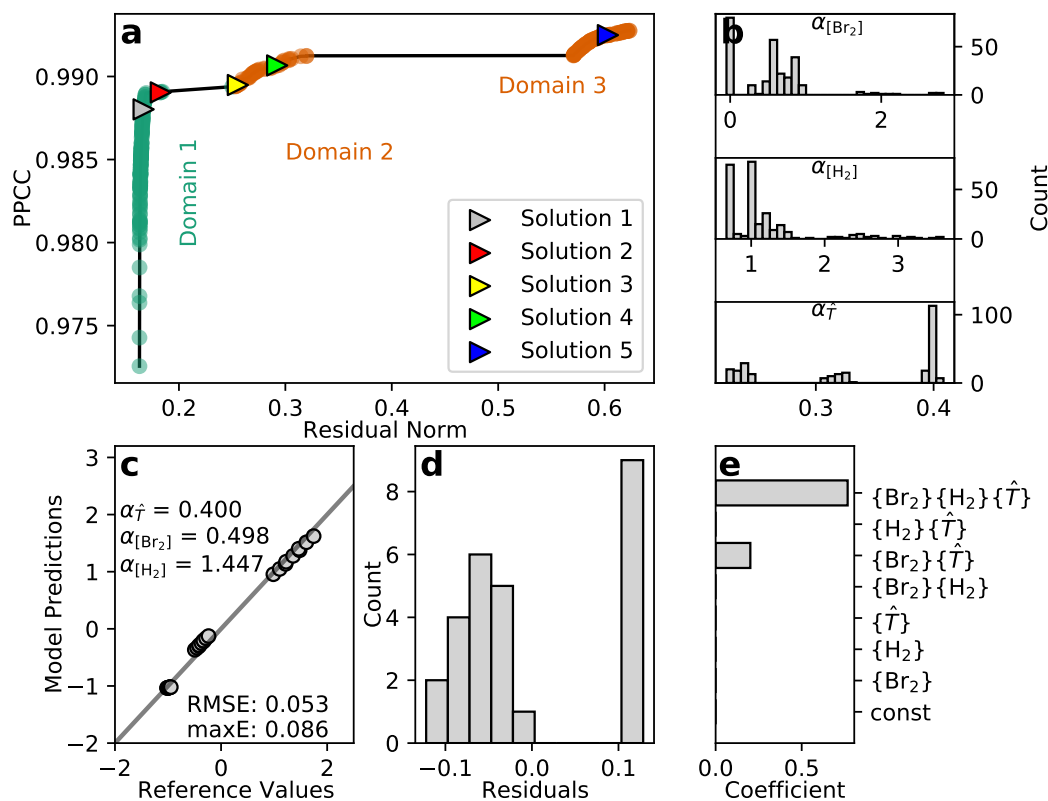 a
PPCC
0.990
0.985
0.980
0.975
0.2
0.3
0.4
0.5
0.6
Residual Norm
Domain 1
Domain 2
Domain 3
Solution 1
Solution 2
Solution 3
Solution 4
Solution 5
b
α[Br₂]
50
0
0
2
α[H₂]
50
0
1
2
3
Count
αT̂
100
0
0.3
0.4
c
Model Predictions
3
2
1
0
−1
−2
αT̂ = 0.400
α[Br₂] = 0.498
α[H₂] = 1.447
RMSE: 0.053
maxE: 0.086
−2
0
2
Reference Values
d
Count
8
6
4
2
0
−0.1
0.0
0.1
Residuals
e
{Br₂}{H₂}{T̂}
{H₂}{T̂}
{Br₂}{T̂}
{Br₂}{H₂}
{T̂}
{H₂}
{Br₂}
const
0.0
0.5
Coefficient